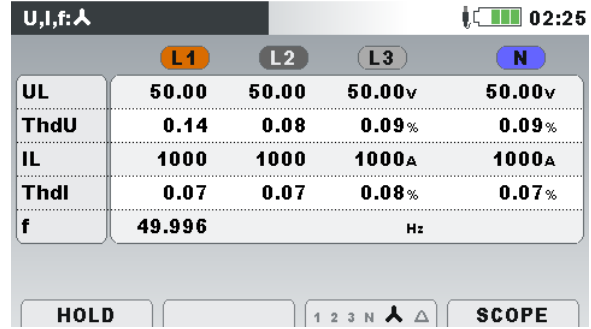 U,I,f: 02:25
L1 L2 L3 N
UL 50.00 50.00 50.00V 50.00V
ThdU 0.14 0.08 0.09% 0.09%
IL 1000 1000 1000A 1000A
ThdI 0.07 0.07 0.08% 0.07%
f 49.996 Hz
HOLD 1 2 3 N SCOPE